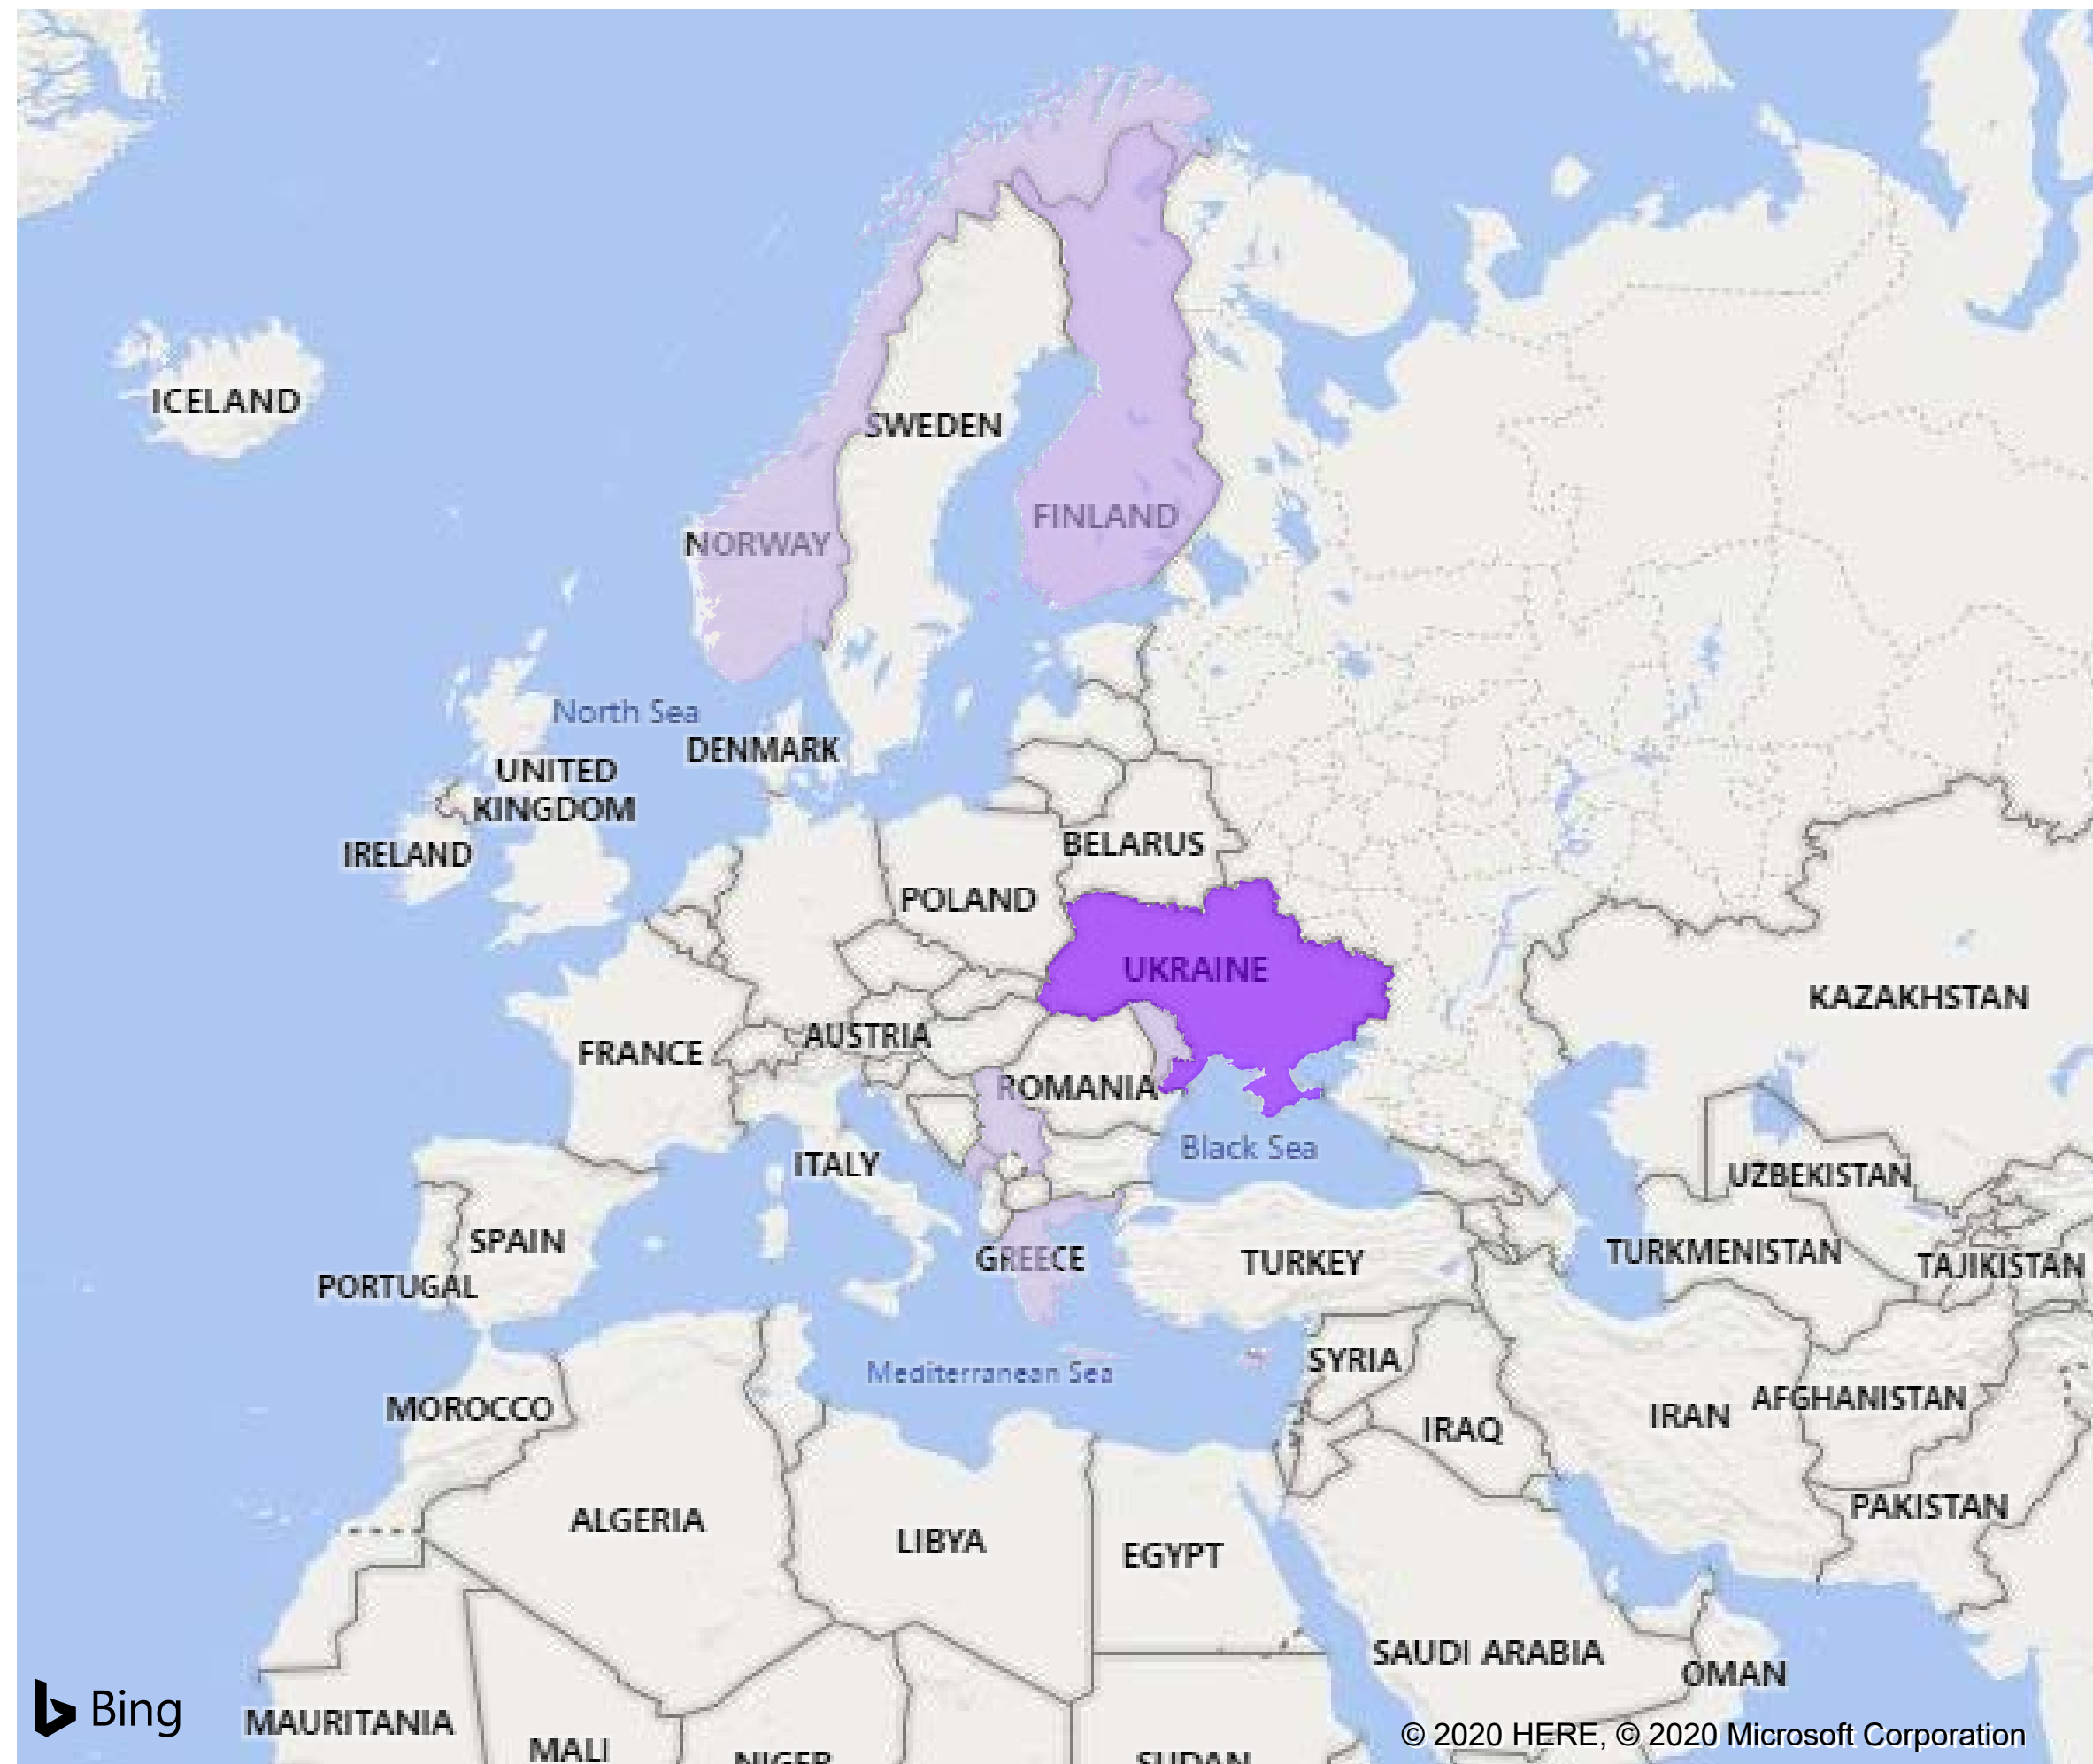 ICELAND
SWEDEN
FINLAND
NORWAY
North Sea
DENMARK
UNITED
KINGDOM
IRELAND
BELARUS
POLAND
UKRAINE
KAZAKHSTAN
AUSTRIA
FRANCE
ROMANIA
Black Sea
ITALY
UZBEKISTAN
SPAIN
GREECE
TURKEY
TURKMENISTAN
TAJIKISTAN
PORTUGAL
SYRIA
Mediterranean Sea
MOROCCO
IRAN
AFGHANISTAN
IRAQ
ALGERIA
LIBYA
EGYPT
PAKISTAN
SAUDI ARABIA
OMAN
Bing
MAURITANIA
MALI
NIGER
SUDAN
© 2020 HERE, © 2020 Microsoft Corporation